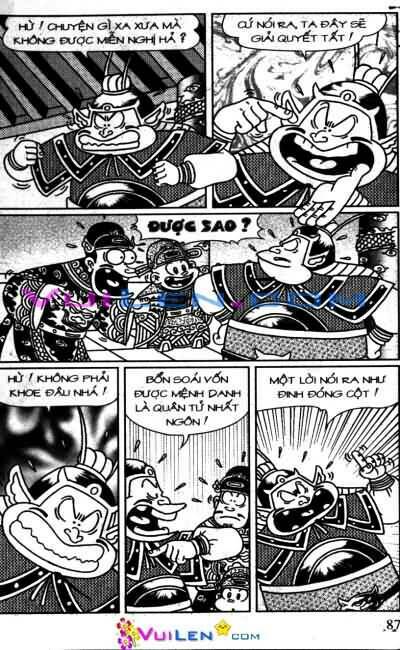 HỪ! CHUYỆN GÌ XA XƯA MÀ
KHÔNG ĐƯỢC MIỄN NGHỊ HẢ?
CỨ NÓI RA, TA ĐÂY SẼ
GIẢI QUYẾT TẤT!
ĐƯỢC SAO?
VUILEN.COM
HỪ! KHÔNG PHẢI
KHOE ĐÂU NHÁ!
BỔN SOÁI VỐN
ĐƯỢC MỆNH DANH
LÀ QUÂN TỬ NHẤT
NGÔN!
MỘT LỜI NÓI RA NHƯ
ĐINH ĐÓNG CỘT!
87
VUILEN.COM